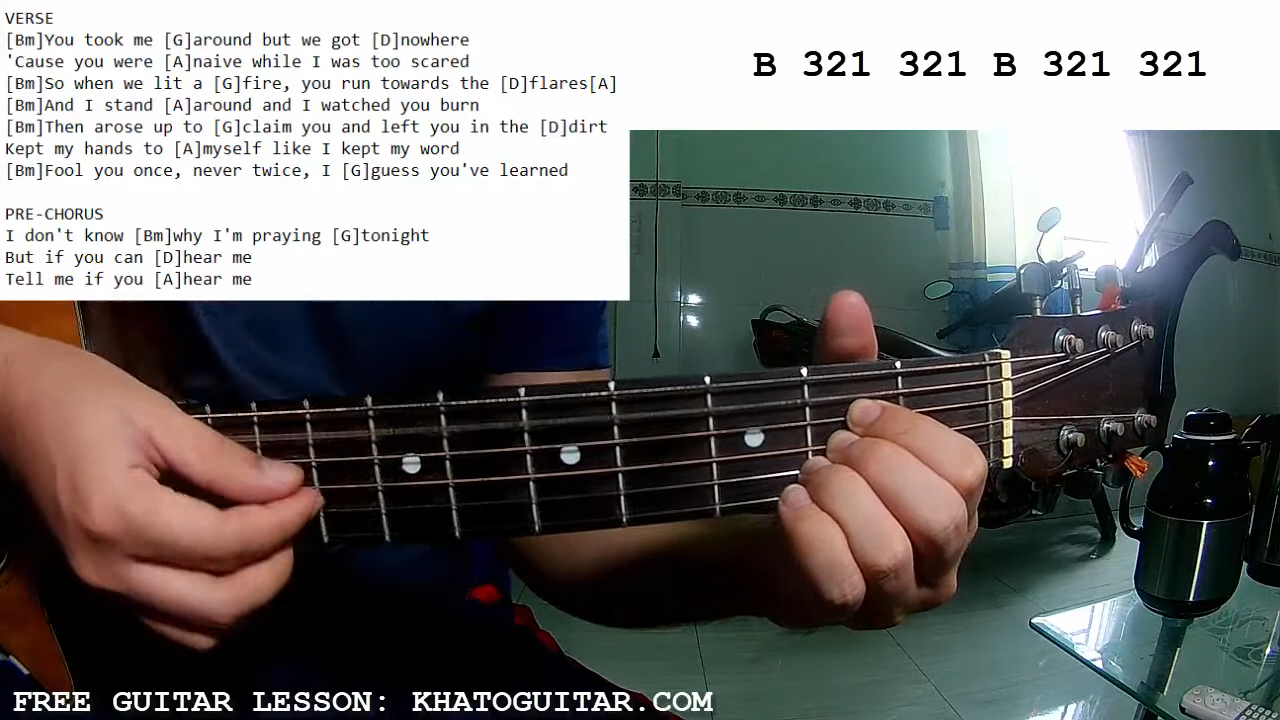 VERSE
[Bm]You took me [G]around but we got [D]nowhere
'Cause you were [A]naive while I was too scared
[Bm]So when we lit a [G]fire, you run towards the [D]flares[A]
[Bm]And I stand [A]around and I watched you burn
[Bm]Then arose up to [G]claim you and left you in the [D]dirt
Kept my hands to [A]myself like I kept my word
[Bm]Fool you once, never twice, I [G]guess you've learned
PRE-CHORUS
I don't know [Bm]why I'm praying [G]tonight
But if you can [D]hear me
Tell me if you [A]hear me
B 321 321 B 321 321
FREE GUITAR LESSON: KHATOGUITAR.COM